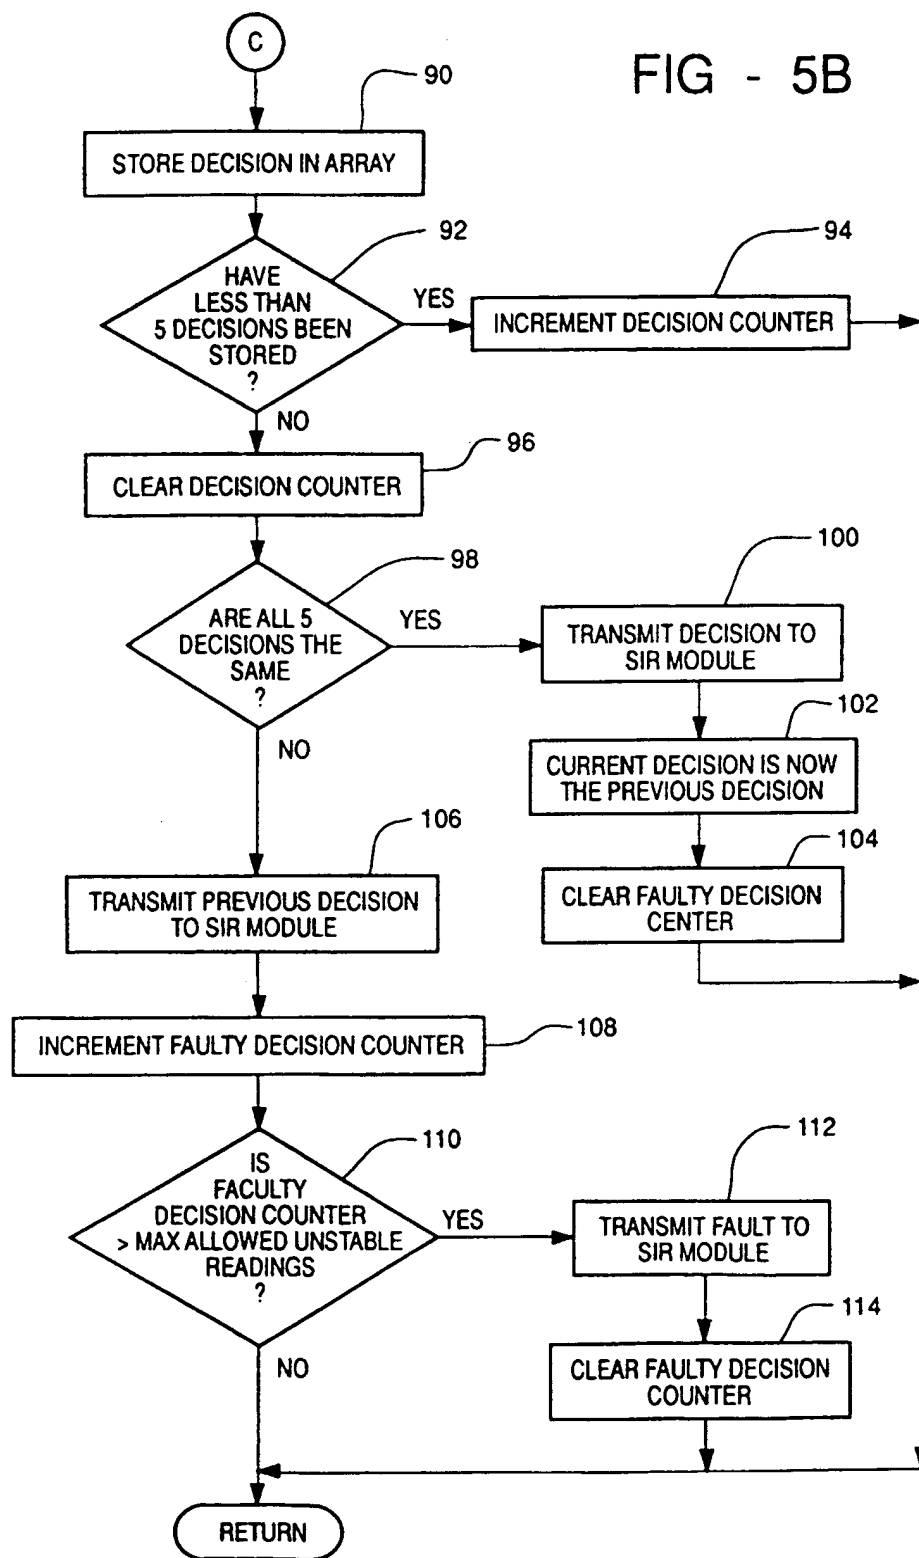 C
FIG - 5B
90
STORE DECISION IN ARRAY
92
HAVE
LESS THAN
5 DECISIONS BEEN
STORED
?
YES
94
INCREMENT DECISION COUNTER
NO
96
CLEAR DECISION COUNTER
98
ARE ALL 5
DECISIONS THE
SAME
?
YES
100
TRANSMIT DECISION TO
SIR MODULE
102
CURRENT DECISION IS NOW
THE PREVIOUS DECISION
104
CLEAR FAULTY DECISION
CENTER
NO
106
TRANSMIT PREVIOUS DECISION
TO SIR MODULE
INCREMENT FAULTY DECISION COUNTER
108
110
IS
FACULTY
DECISION COUNTER
> MAX ALLOWED UNSTABLE
READINGS
?
YES
112
TRANSMIT FAULT TO
SIR MODULE
114
CLEAR FAULTY DECISION
COUNTER
NO
RETURN